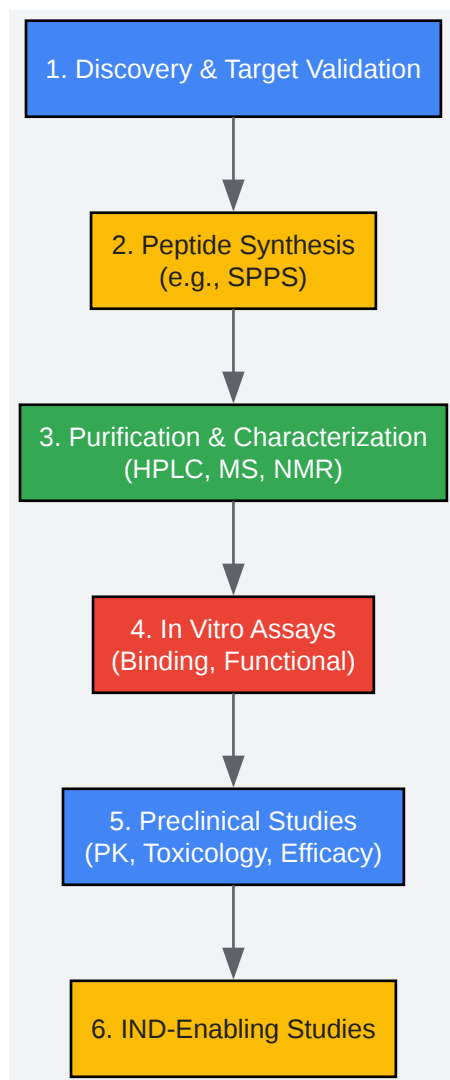 1. Discovery & Target Validation
2. Peptide Synthesis
(e.g., SPPS)
3. Purification & Characterization
(HPLC, MS, NMR)
4. In Vitro Assays
(Binding, Functional)
5. Preclinical Studies
(PK, Toxicology, Efficacy)
6. IND-Enabling Studies